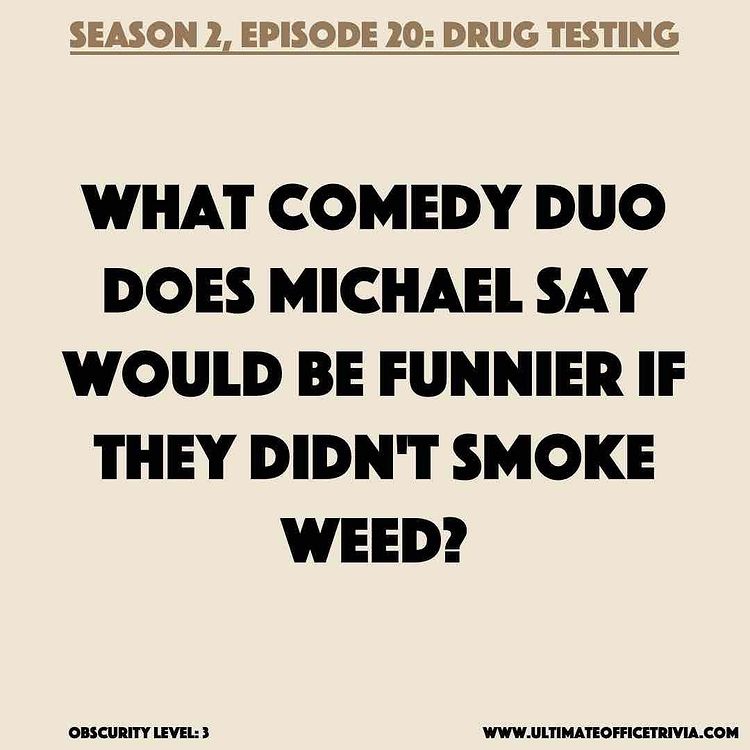 SEASON 2, EPISODE 20: DRUG TESTING
WHAT COMEDY DUO
DOES MICHAEL SAY
WOULD BE FUNNIER IF
THEY DIDN'T SMOKE
WEED?
OBSCURITY LEVEL: 3
WWW.ULTIMATEOFFICETRIVIA.COM